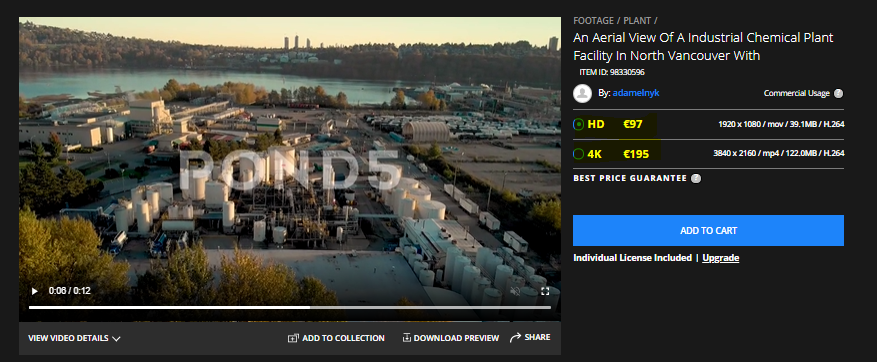 POND5
0:06 / 0:12
VIEW VIDEO DETAILS
ADD TO COLLECTION
DOWNLOAD PREVIEW
SHARE
FOOTAGE / PLANT /
An Aerial View Of A Industrial Chemical Plant
Facility In North Vancouver With
ITEM ID: 98330596
By: adamelnyk
Commercial Usage ?
HD €97 1920 x 1080 / mov / 39.1MB / H.264
4K €195 3840 x 2160 / mp4 / 122.0MB / H.264
BEST PRICE GUARANTEE ?
ADD TO CART
Individual License Included | Upgrade